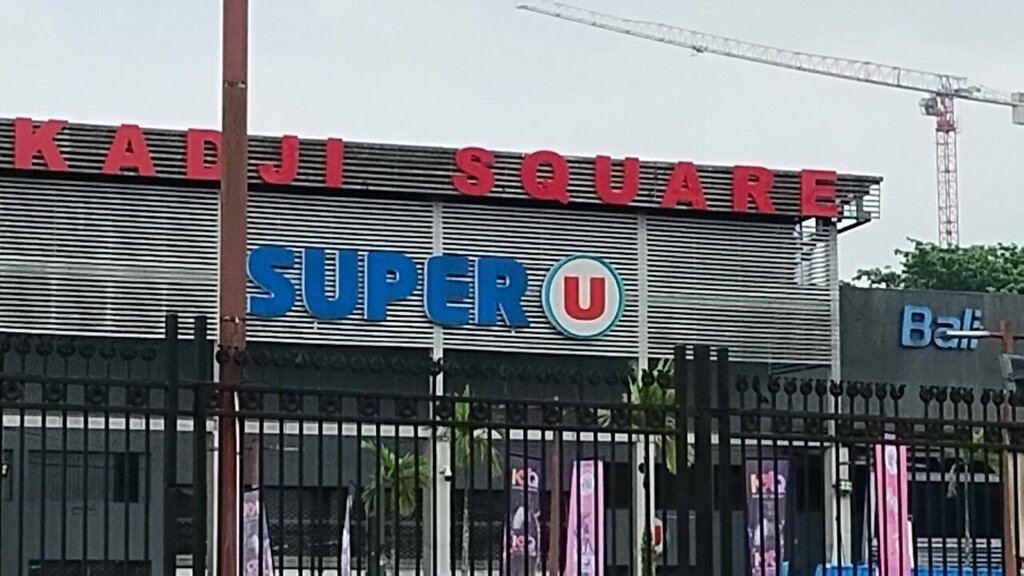 KADJI SQUARE
SUPER U
Bali